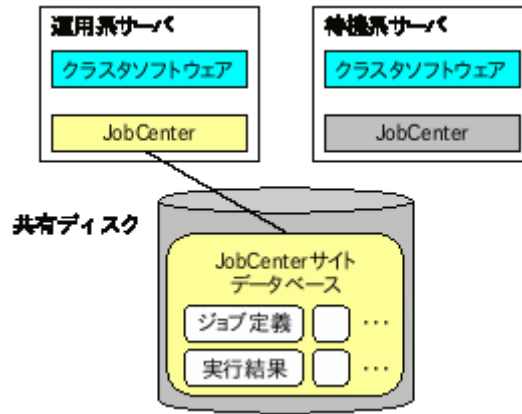 運用系サーバ
クラスタソフトウェア
JobCenter
待機系サーバ
クラスタソフトウェア
JobCenter
共有ディスク
JobCenterサイト
データベース
ジョブ定義 ･･･
実行結果 ･･･